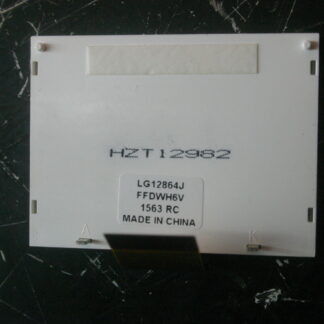 HZT12982
LG12864J
FFDWH6V
1563 RC
MADE IN CHINA
A K